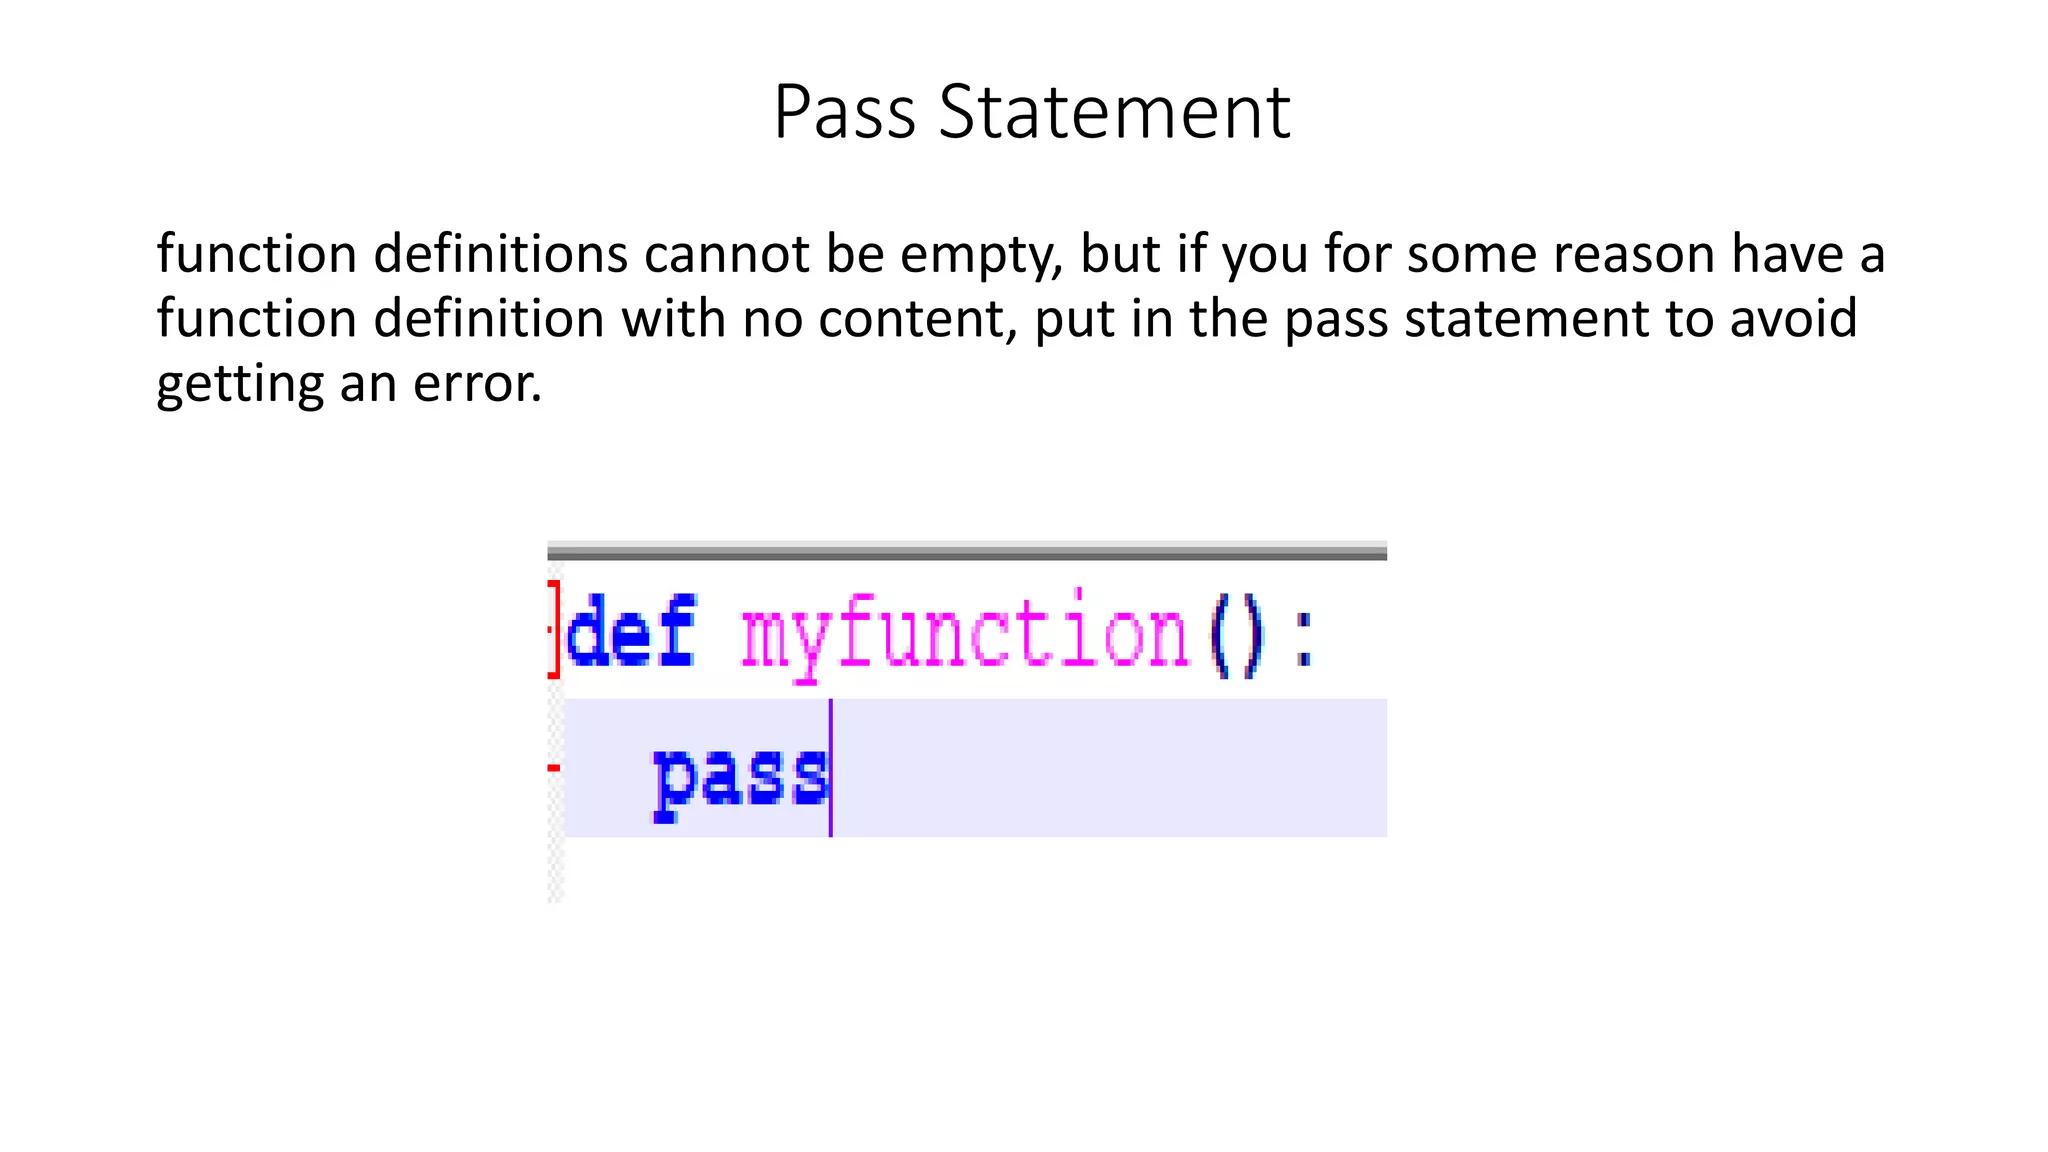 Pass Statement
function definitions cannot be empty, but if you for some reason have a
function definition with no content, put in the pass statement to avoid
getting an error.
def myfunction():
  pass